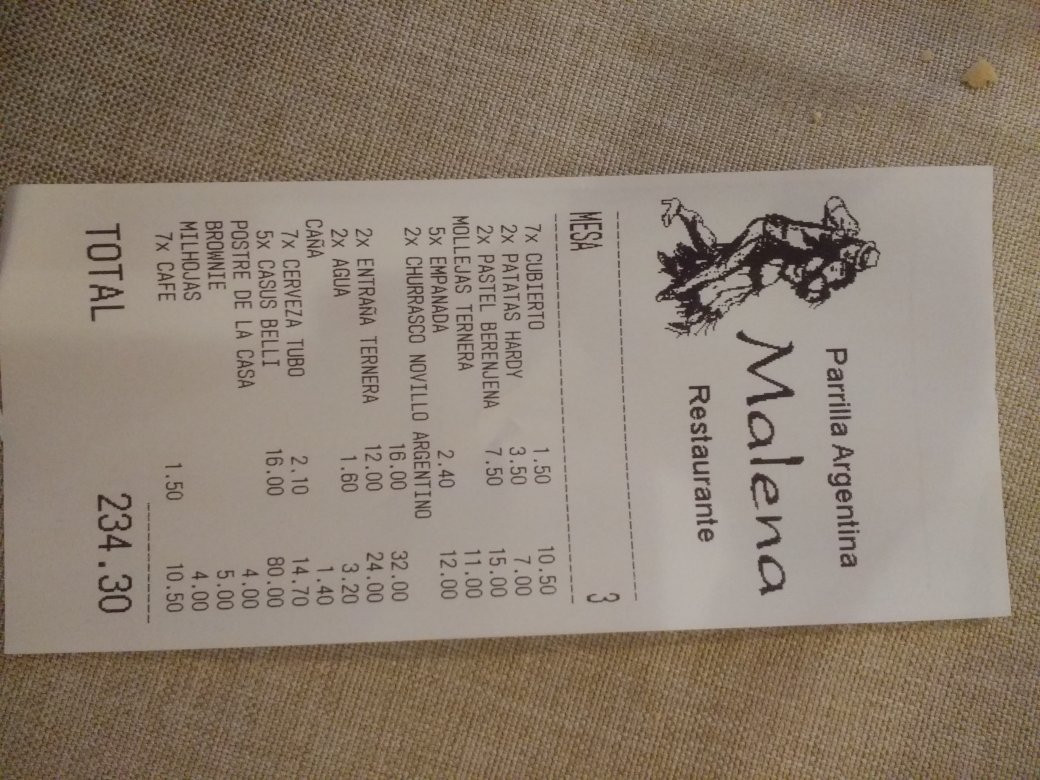 Parrilla Argentina
Malena
Restaurante
MESA 3
7x CUBIERTO 1.50 10.50
2x PATATAS HARDY 3.50 7.00
2x PASTEL BERENJENA 7.50 15.00
MOLLEJAS TERNERA 11.00
5x EMPANADA 2.40 12.00
2x CHURRASCO NOVILLO ARGENTINO
16.00 32.00
2x ENTRAÑA TERNERA 12.00 24.00
2x AGUA 1.60 3.20
CAÑA 1.40
7x CERVEZA TUBO 2.10 14.70
5x CASUS BELLI 16.00 80.00
POSTRE DE LA CASA 4.00
BROWNIE 5.00
MILHOJAS 4.00
7x CAFE 1.50 10.50
TOTAL 234.30